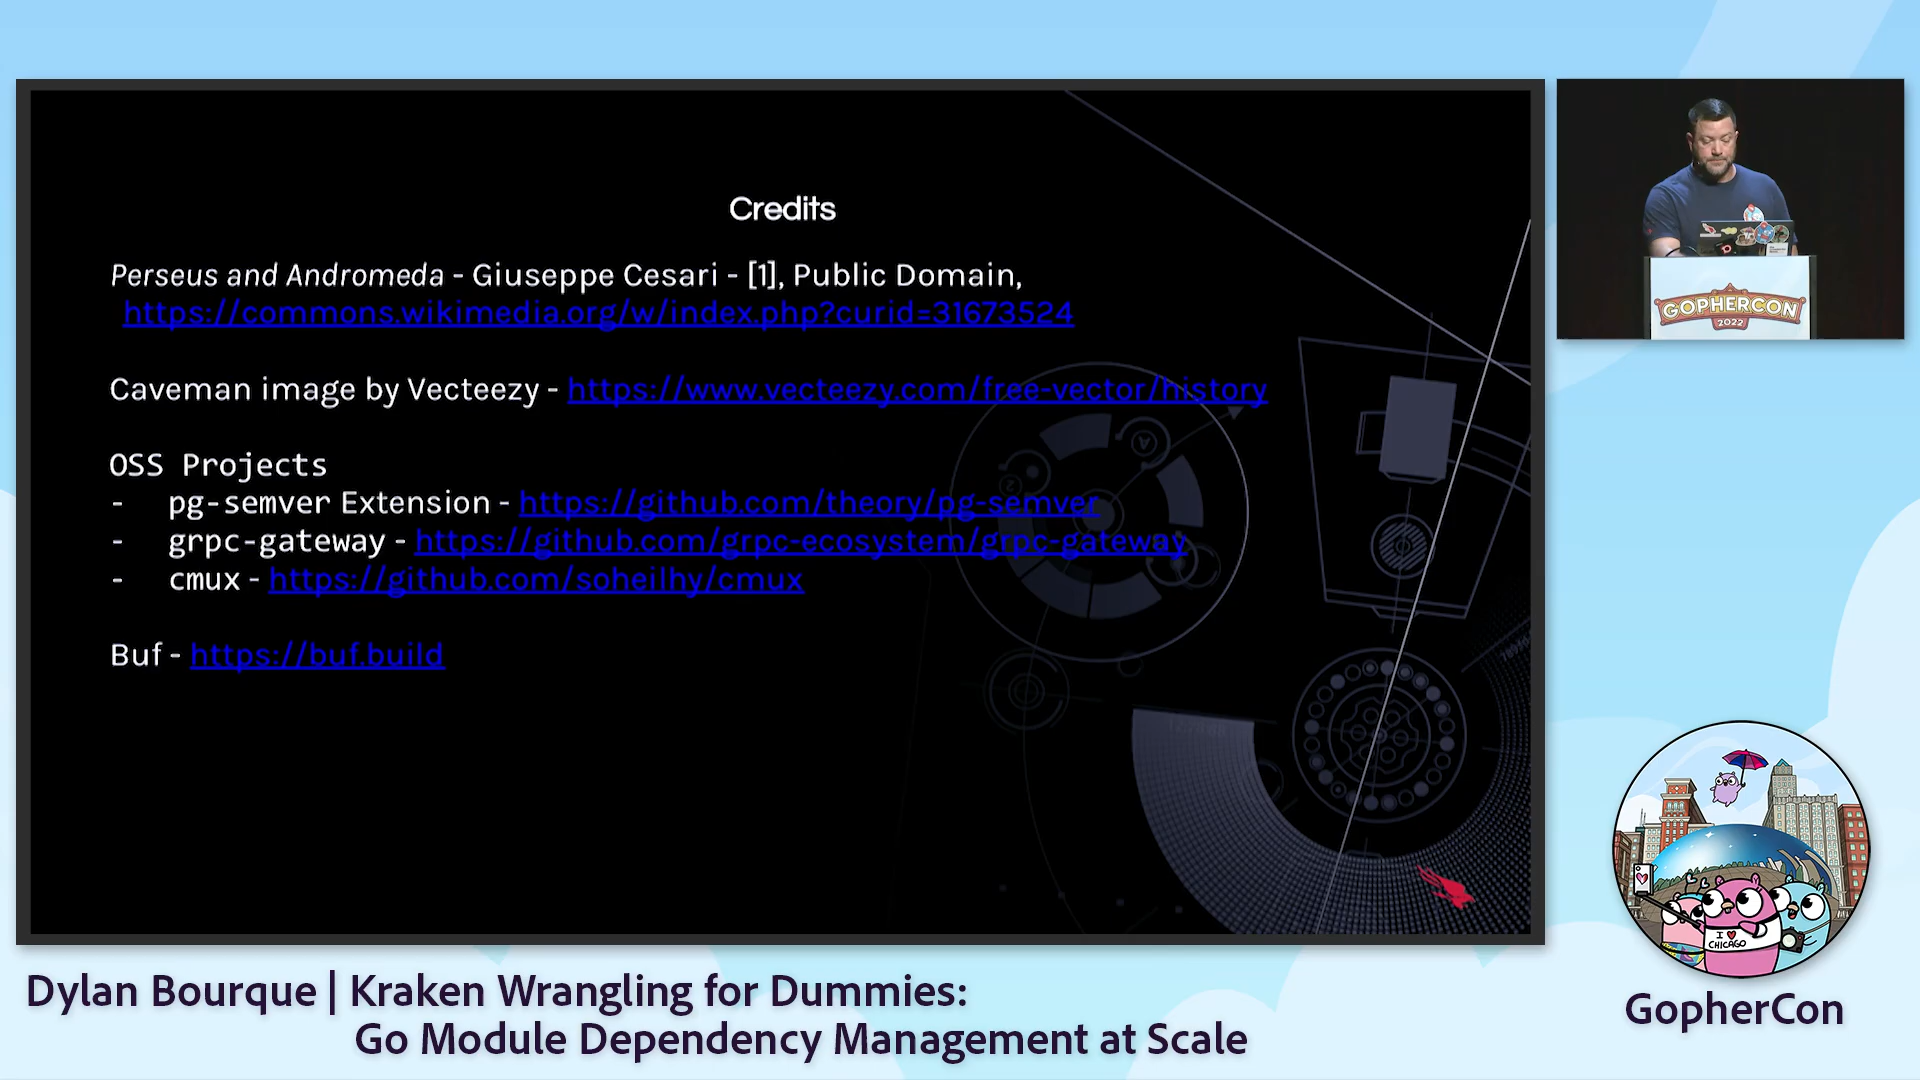 Credits
Perseus and Andromeda - Giuseppe Cesari - [1], Public Domain,
https://commons.wikimedia.org/w/index.php?curid=31673524
Caveman image by Vecteezy - https://www.vecteezy.com/free-vector/history
OSS Projects
- pg-semver Extension - https://github.com/theory/pg-semver
- grpc-gateway - https://github.com/grpc-ecosystem/grpc-gateway
- cmux - https://github.com/soheilhy/cmux
Buf - https://buf.build
GOPHERCON
2022
I ♥
CHICAGO
Dylan Bourque | Kraken Wrangling for Dummies:
Go Module Dependency Management at Scale
GopherCon